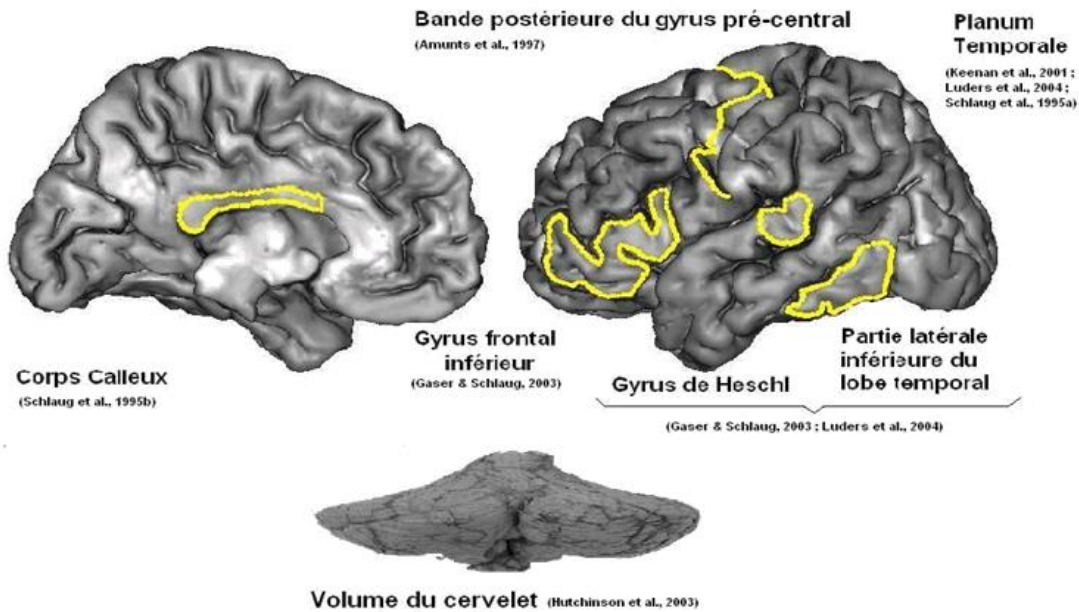 Bande postérieure du gyrus pré-central
(Amunts et al., 1997)
Planum
Temporale
(Keenan et al., 2001 ;
Luders et al., 2004 ;
Schlaug et al., 1995a)
Corps Calleux
(Schlaug et al., 1995b)
Gyrus frontal
inférieur
(Gaser & Schlaug, 2003)
Gyrus de Heschl
Partie latérale
inférieure du
lobe temporal
(Gaser & Schlaug, 2003 ; Luders et al., 2004)
Volume du cervelet (Hutchinson et al., 2003)